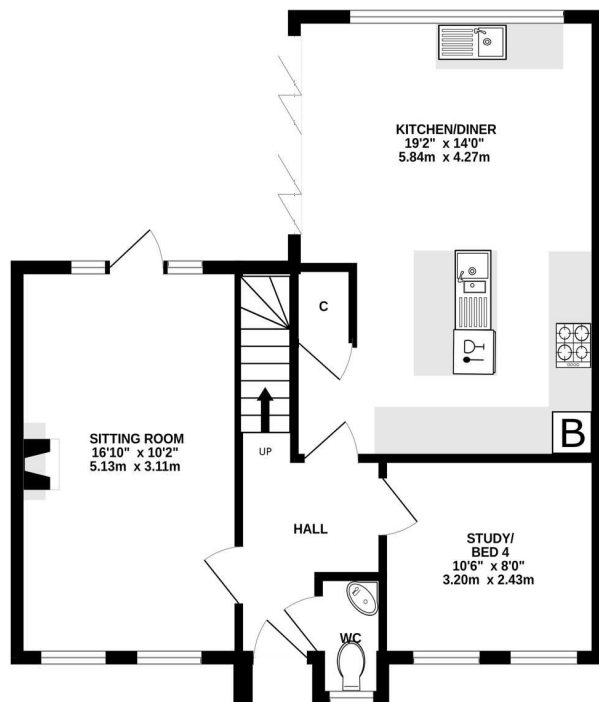 KITCHEN/DINER
19'2" x 14'0"
5.84m x 4.27m
C
B
SITTING ROOM
16'10" x 10'2"
5.13m x 3.11m
UP
HALL
STUDY/
BED 4
10'6" x 8'0"
3.20m x 2.43m
WC